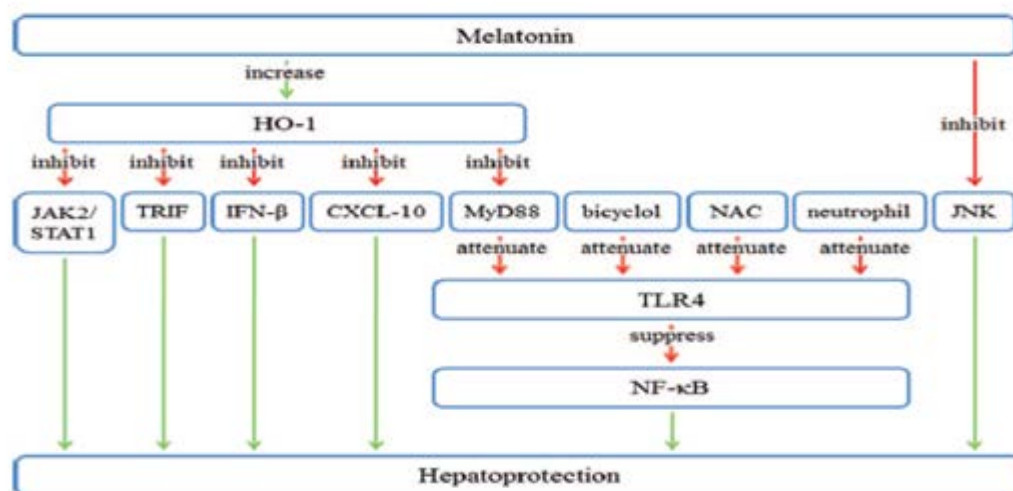 Melatonin
increase
HO-1
inhibit
inhibit inhibit inhibit inhibit inhibit
JAK2/
STAT1
TRIF IFN-β CXCL-10 MyD88 bicyclol NAC neutrophil JNK
attenuate attenuate attenuate attenuate
TLR4
suppress
NF-κB
Hepatoprotection